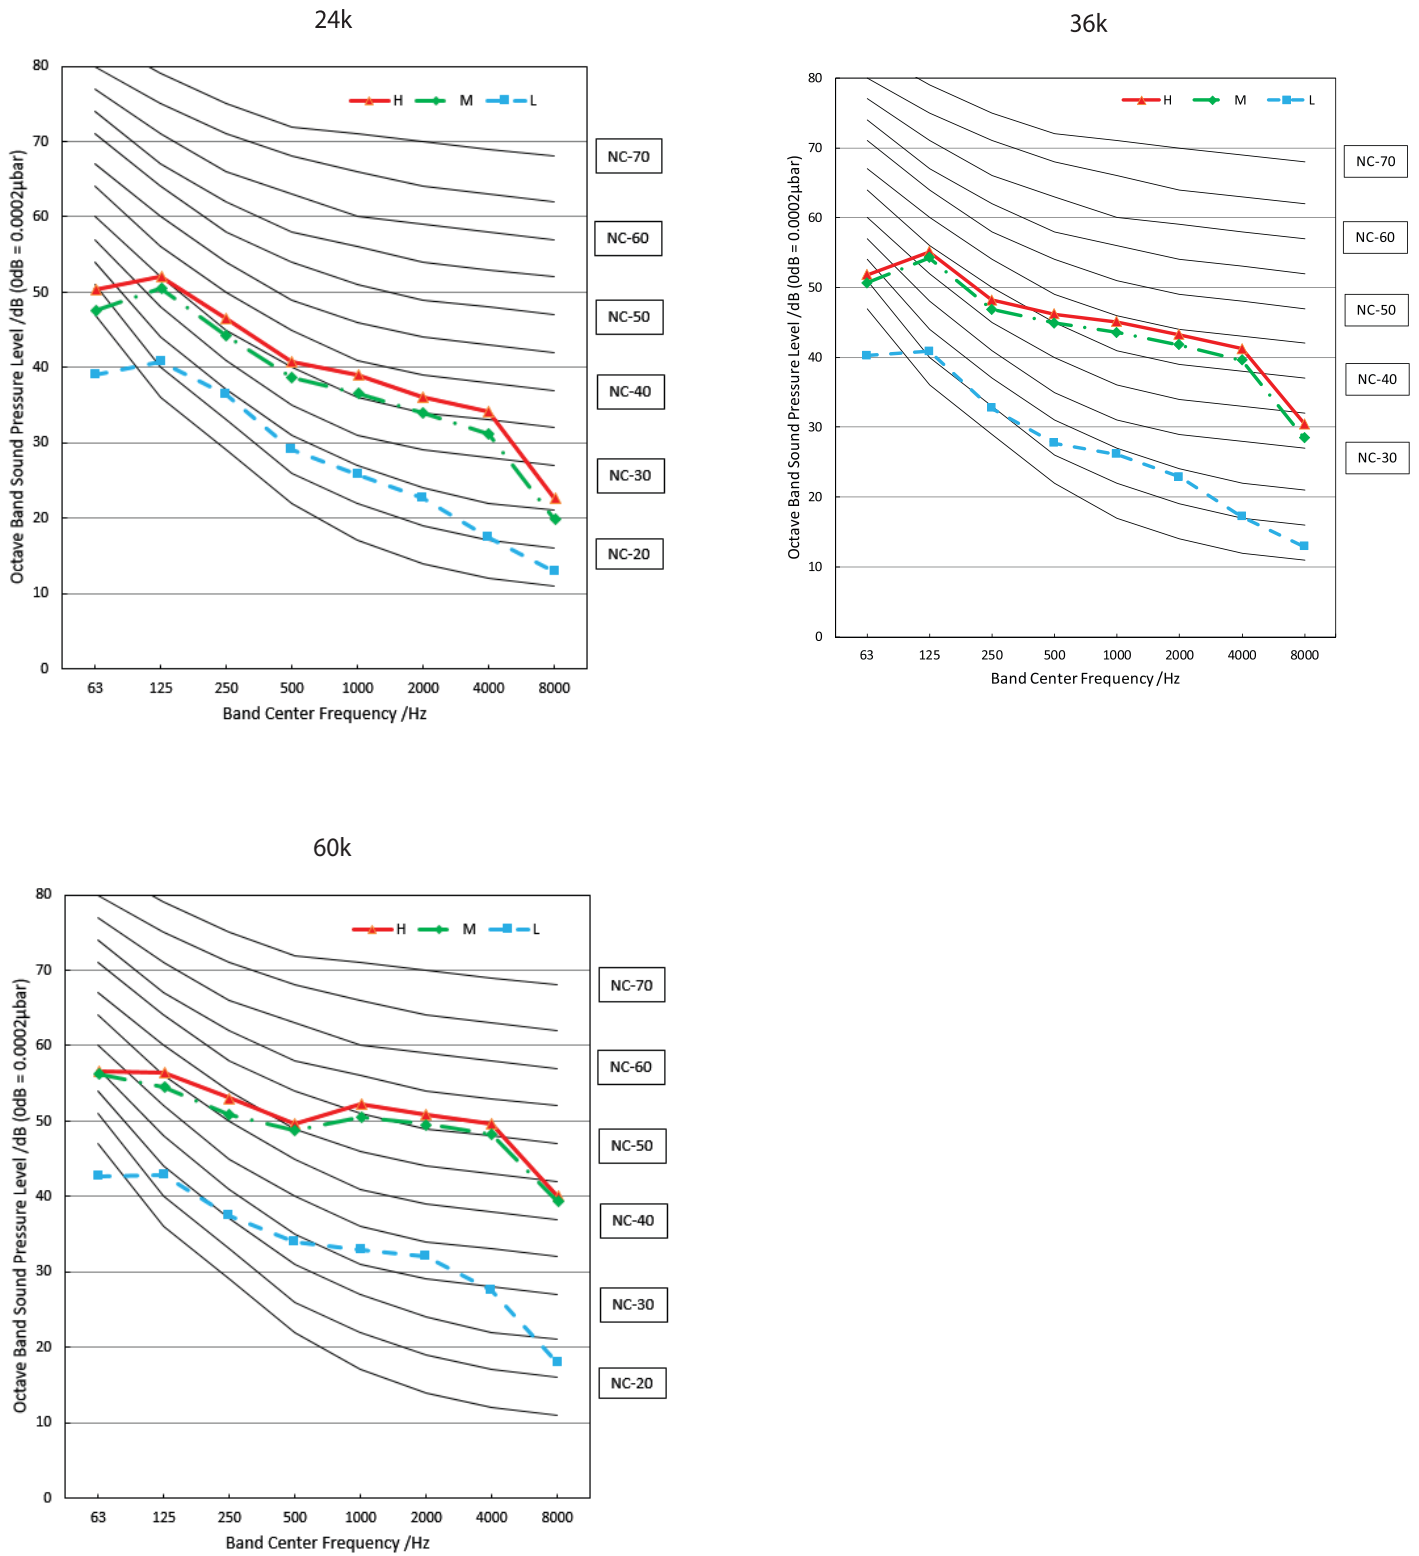 24k
80
70
60
50
40
30
20
10
0
Octave Band Sound Pressure Level /dB (0dB = 0.0002µbar)
H M L
NC-70
NC-60
NC-50
NC-40
NC-30
NC-20
63 125 250 500 1000 2000 4000 8000
Band Center Frequency /Hz
36k
80
70
60
50
40
30
20
10
0
Octave Band Sound Pressure Level /dB (0dB = 0.0002µbar)
H M L
NC-70
NC-60
NC-50
NC-40
NC-30
63 125 250 500 1000 2000 4000 8000
Band Center Frequency /Hz
60k
80
70
60
50
40
30
20
10
0
Octave Band Sound Pressure Level /dB (0dB = 0.0002µbar)
H M L
NC-70
NC-60
NC-50
NC-40
NC-30
NC-20
63 125 250 500 1000 2000 4000 8000
Band Center Frequency /Hz